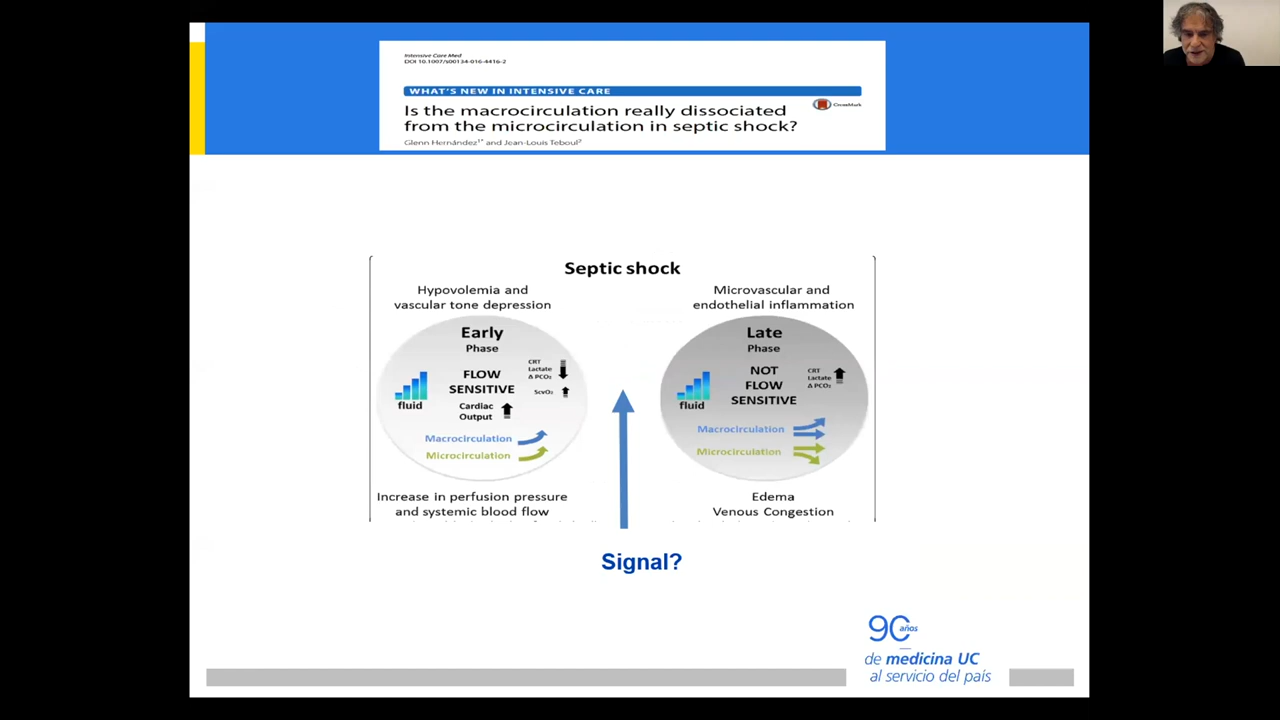 Intensive Care Med
DOI 10.1007/s00134-016-4416-2
WHAT'S NEW IN INTENSIVE CARE
Is the macrocirculation really dissociated
from the microcirculation in septic shock?
CrossMark
Glenn Hernández1* and Jean-Louis Teboul2
Septic shock
Hypovolemia and
vascular tone depression
Early
Phase
FLOW
SENSITIVE
fluid
CRT
Lactate
Δ PCO2
ScvO2
Cardiac
Output
Macrocirculation
Microcirculation
Increase in perfusion pressure
and systemic blood flow
Microvascular and
endothelial inflammation
Late
Phase
NOT
FLOW
SENSITIVE
fluid
CRT
Lactate
Δ PCO2
Macrocirculation
Microcirculation
Edema
Venous Congestion
Signal?
90 años
de medicina UC
al servicio del país